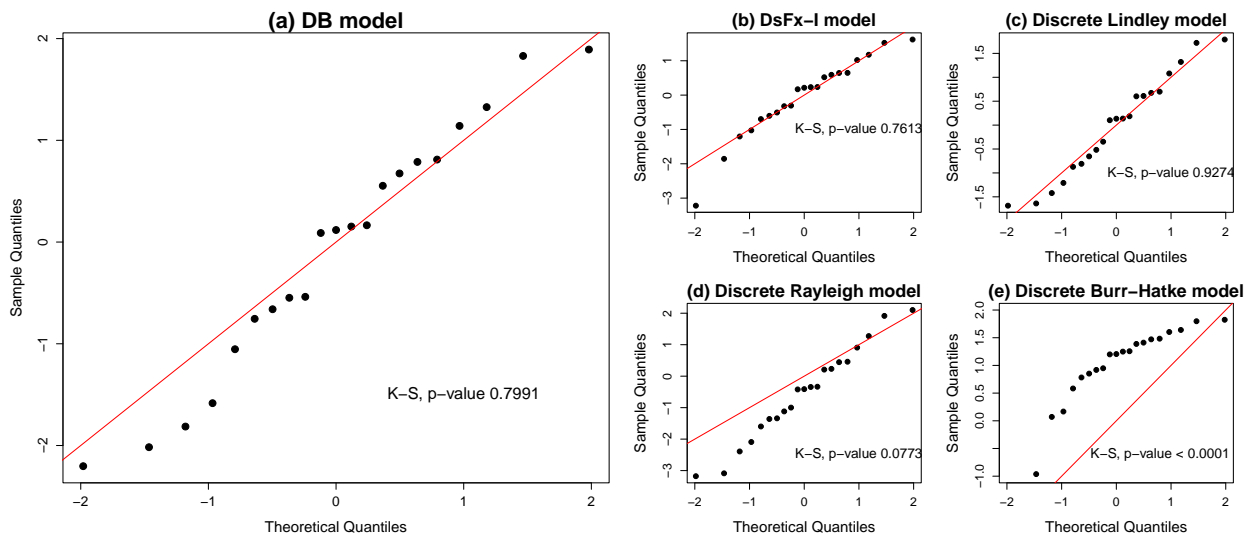 (a) DB model
Sample Quantiles
2
1
0
−1
−2
K−S, p−value 0.7991
−2 −1 0 1 2
Theoretical Quantiles
(b) DsFx−I model
Sample Quantiles
1
0
−1
−2
−3
K−S, p−value 0.7613
−2 −1 0 1 2
Theoretical Quantiles
(c) Discrete Lindley model
Sample Quantiles
1.5
0.5
−0.5
−1.5
K−S, p−value 0.9274
−2 −1 0 1 2
Theoretical Quantiles
(d) Discrete Rayleigh model
Sample Quantiles
2
1
0
−1
−2
−3
K−S, p−value 0.0773
−2 −1 0 1 2
Theoretical Quantiles
(e) Discrete Burr−Hatke model
Sample Quantiles
2.0
1.5
1.0
0.5
0.0
−1.0
K−S, p−value < 0.0001
−2 −1 0 1 2
Theoretical Quantiles